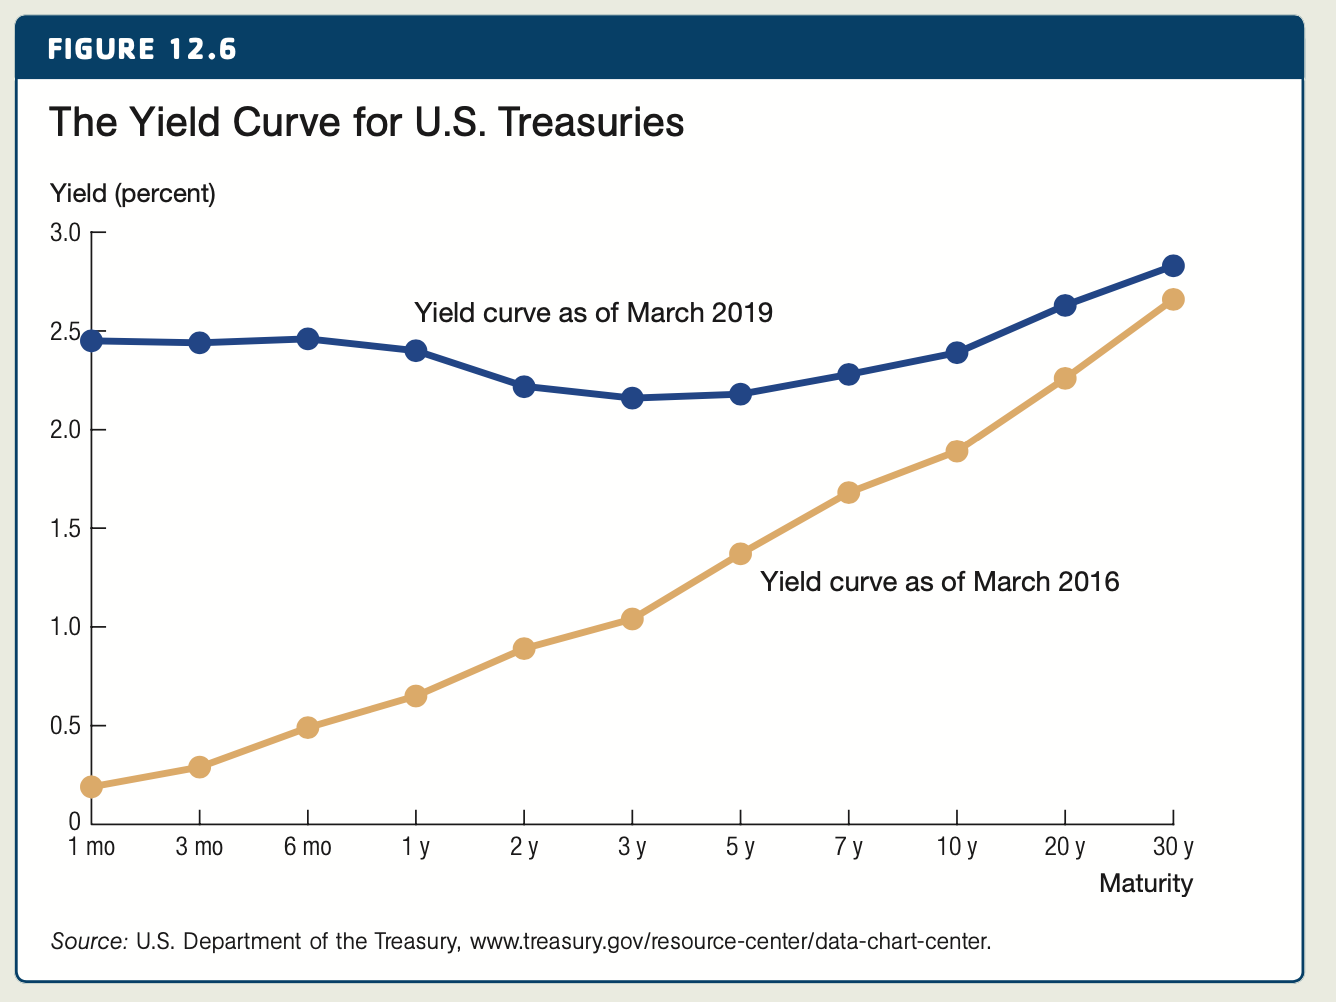 FIGURE 12.6
The Yield Curve for U.S. Treasuries
Yield (percent)
3.0
2.5
2.0
1.5
1.0
0.5
0
Yield curve as of March 2019
Yield curve as of March 2016
1 mo 3 mo 6 mo 1 y 2 y 3 y 5 y 7 y 10 y 20 y 30 y
Maturity
Source: U.S. Department of the Treasury, www.treasury.gov/resource-center/data-chart-center.